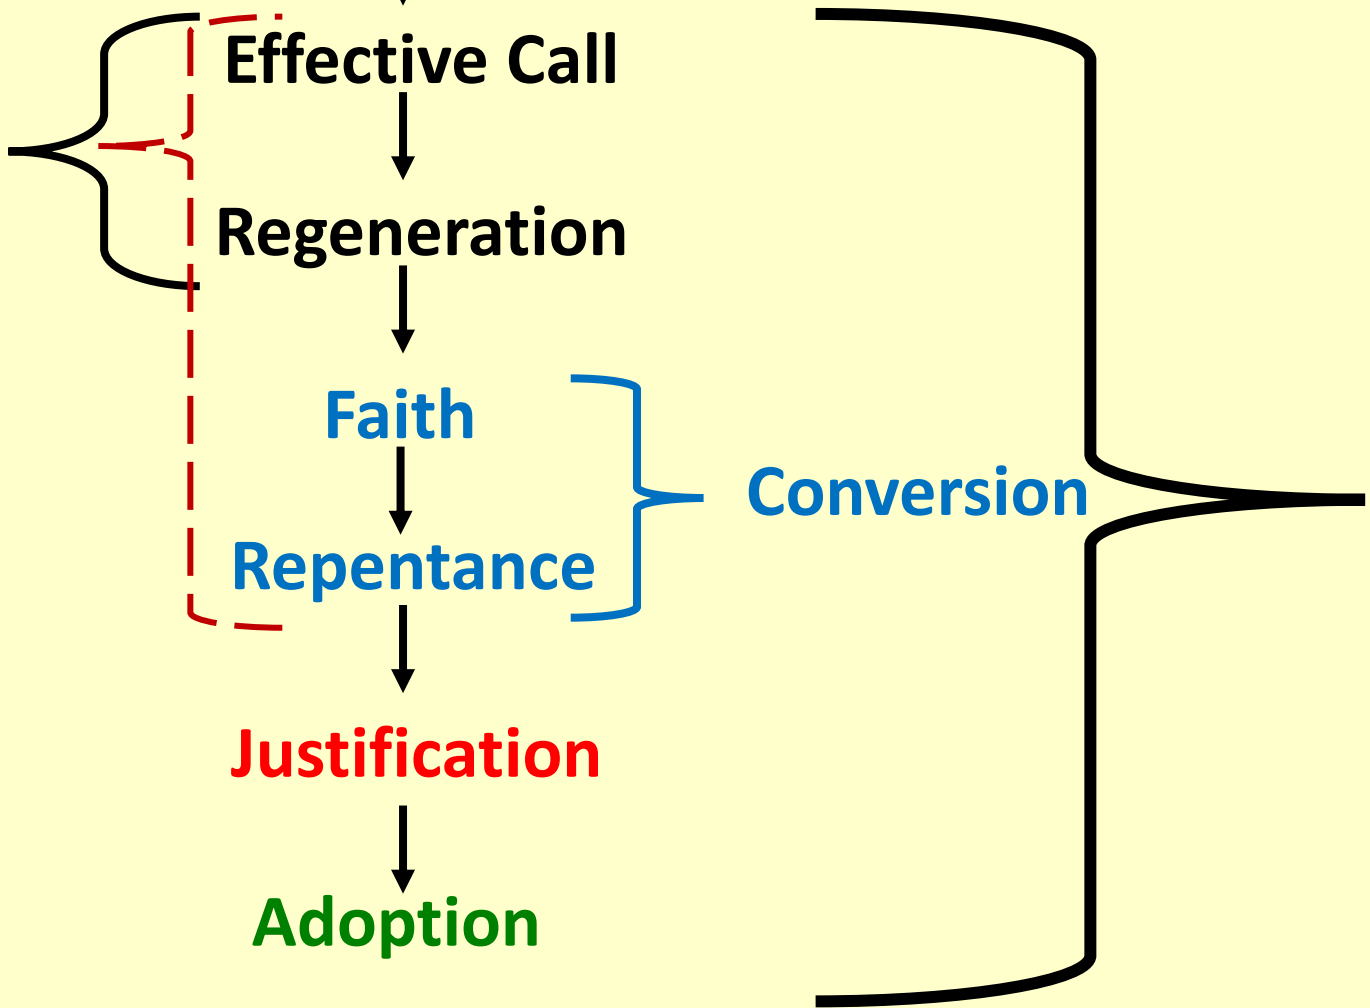 Effective Call
Regeneration
Faith
Conversion
Repentance
Justification
Adoption